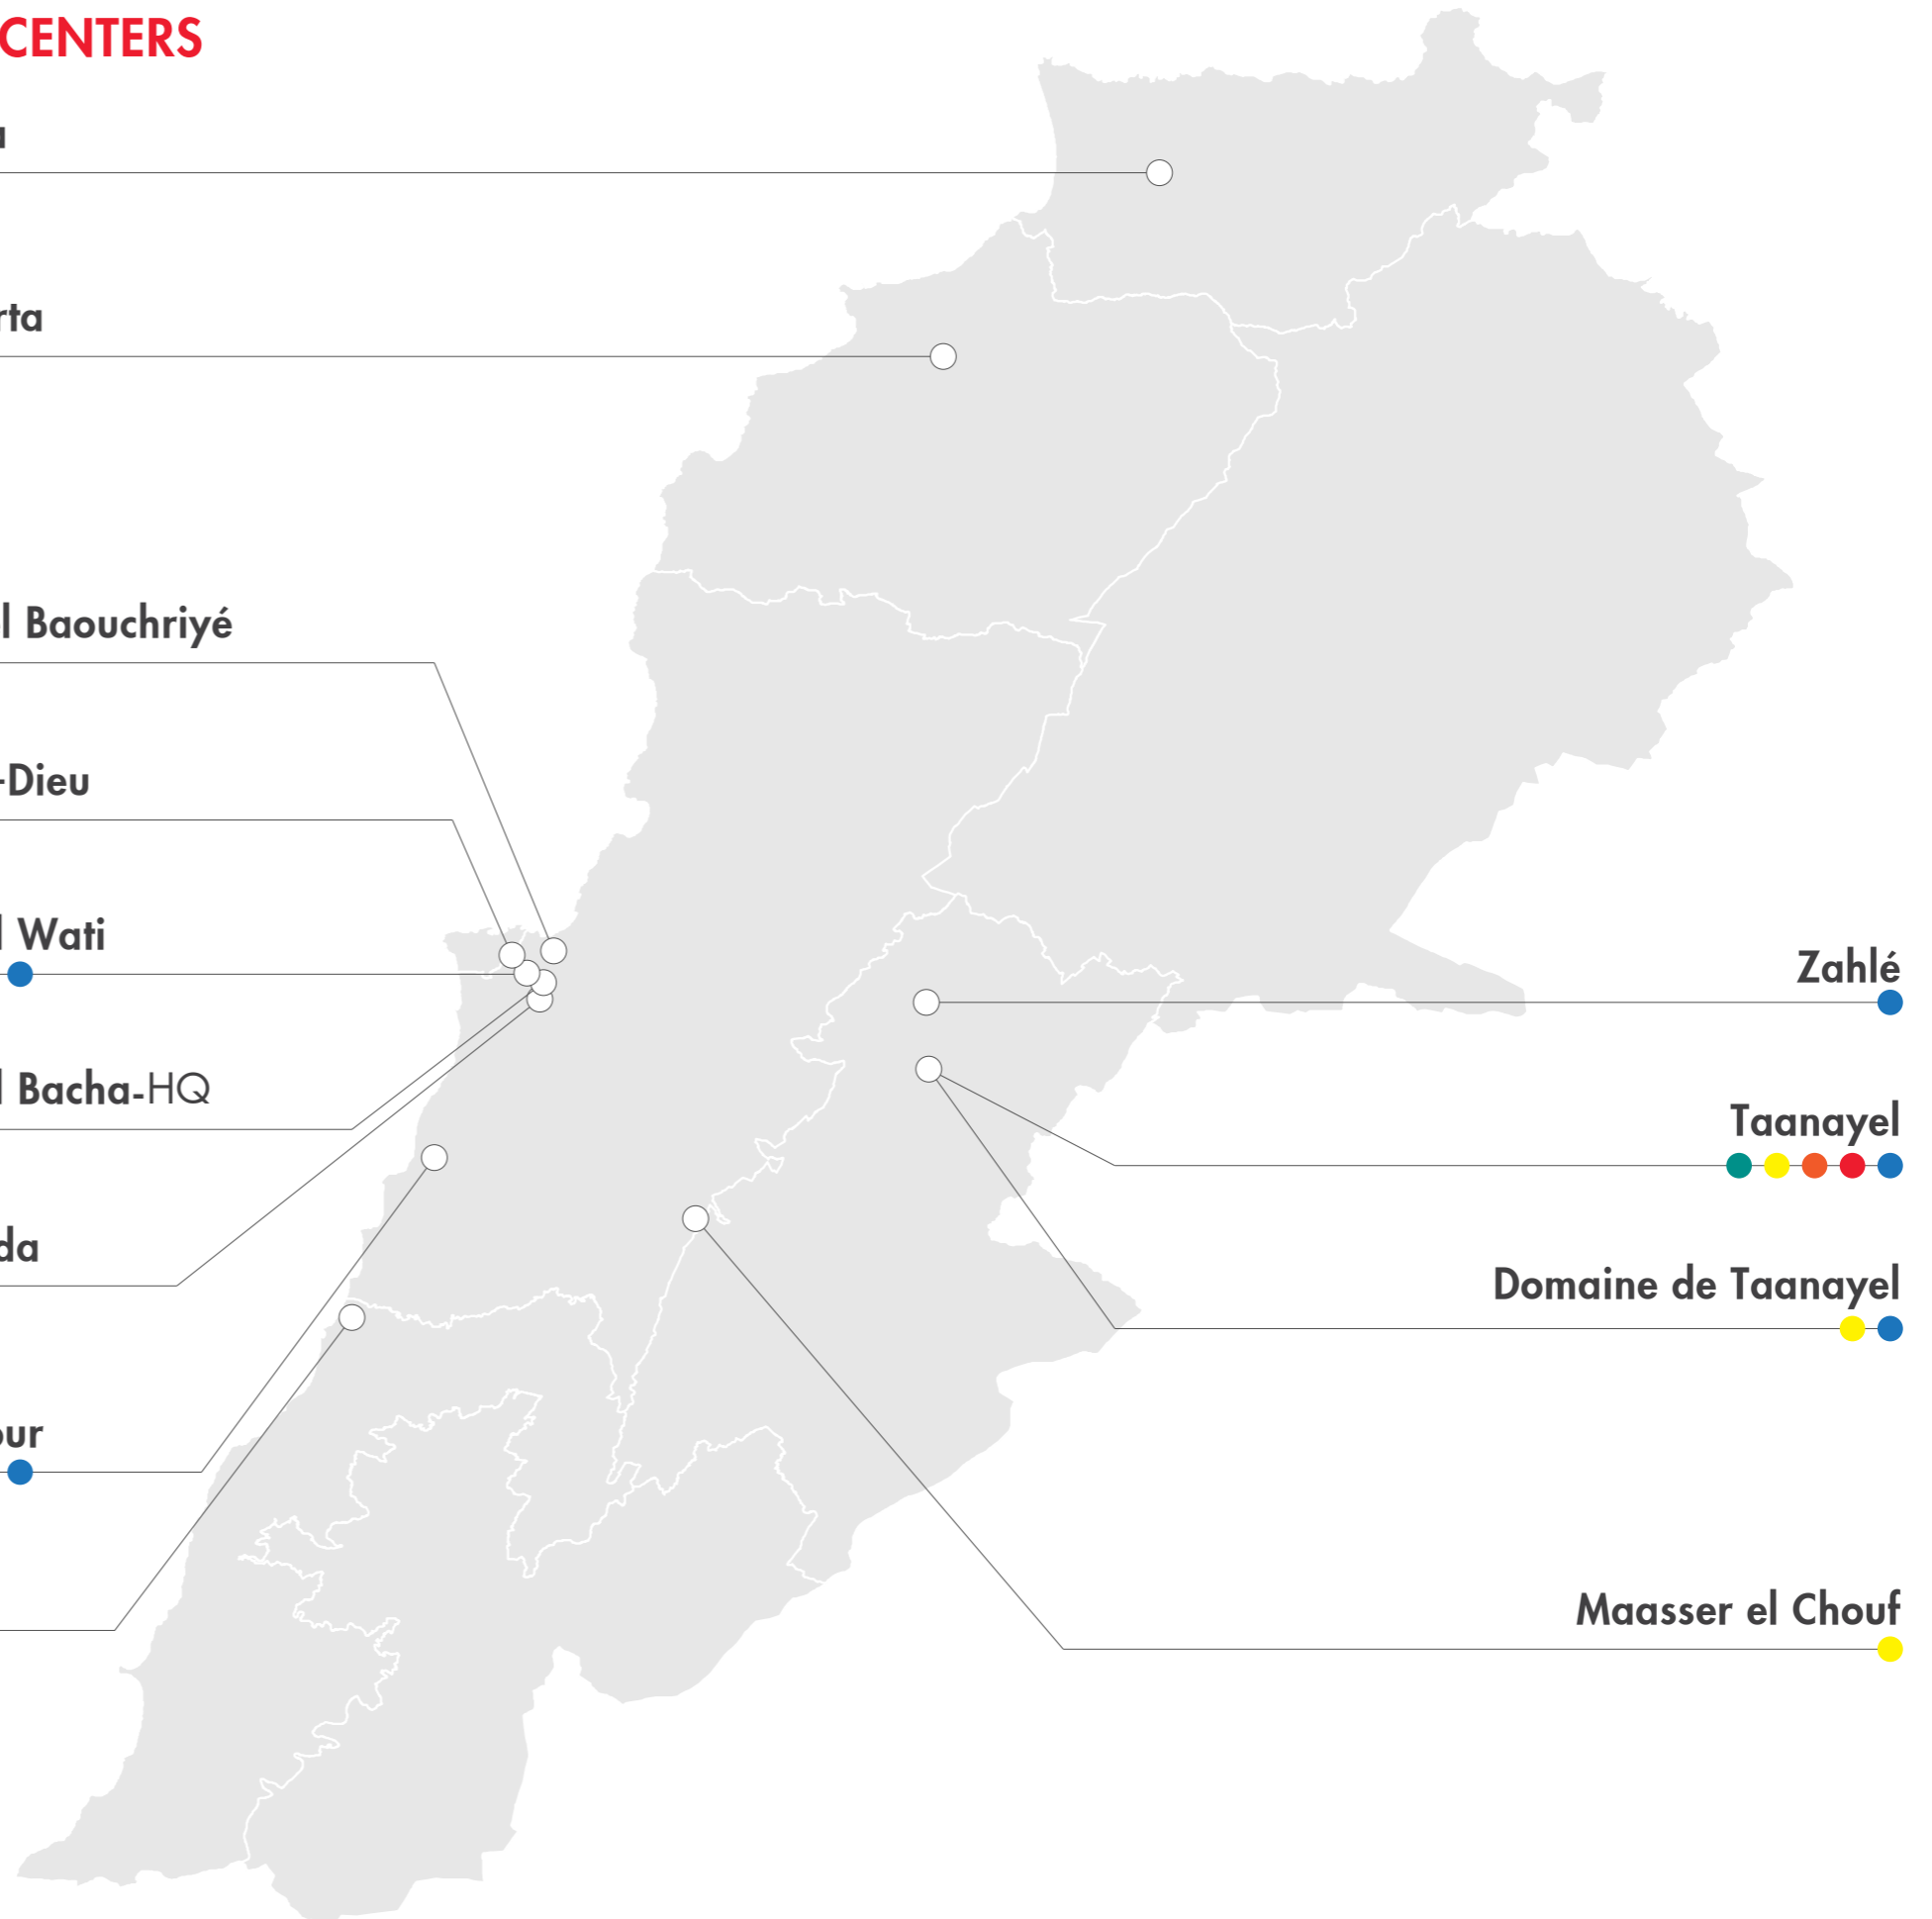 CENTERS
rta
l Baouchriyé
-Dieu
l Wati
Zahlé
l Bacha-HQ
Taanayel
da
Domaine de Taanayel
our
Maasser el Chouf